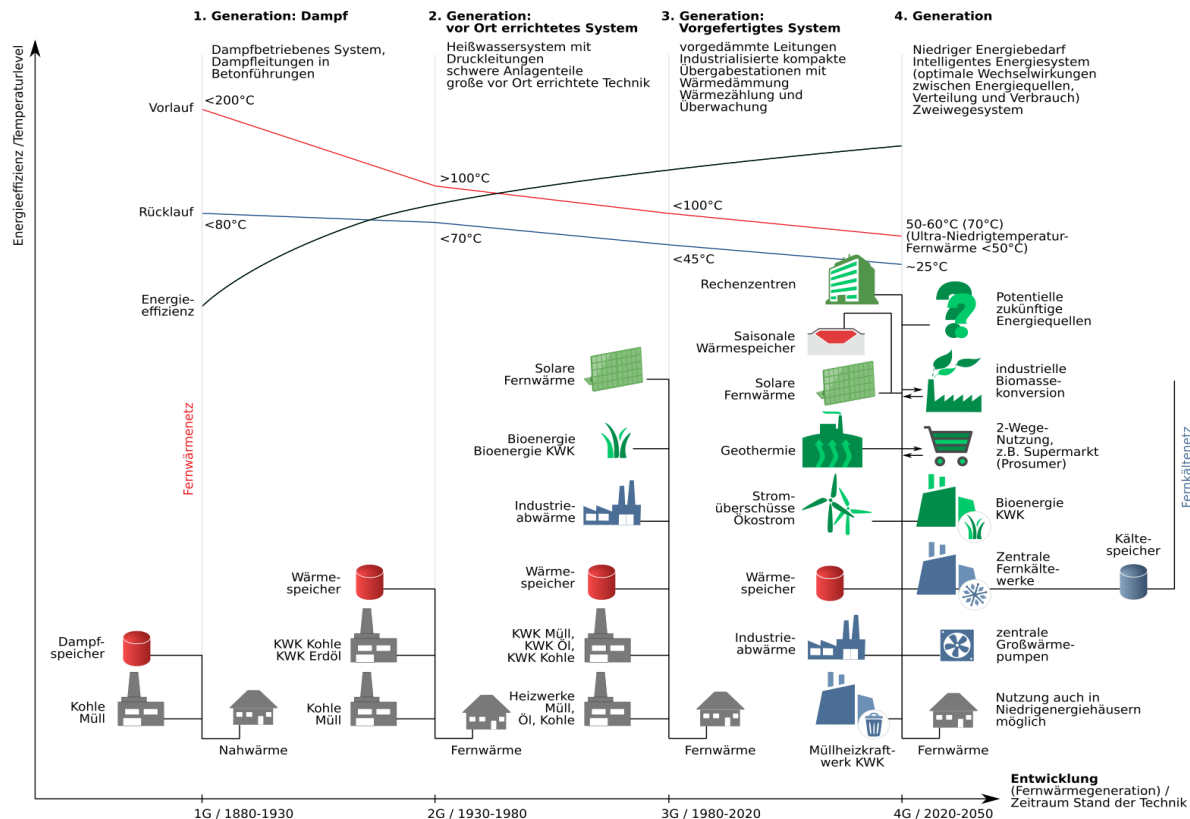 1. Generation: Dampf
Dampfbetriebenes System,
Dampfleitungen in
Betonführungen
2. Generation:
vor Ort errichtetes System
Heißwassersystem mit
Druckleitungen
schwere Anlagenteile
große vor Ort errichtete Technik
3. Generation:
Vorgefertigtes System
vorgedämmte Leitungen
Industrialisierte kompakte
Übergabestationen mit
Wärmedämmung
Wärmezählung und
Überwachung
4. Generation
Niedriger Energiebedarf
Intelligentes Energiesystem
(optimale Wechselwirkungen
zwischen Energiequellen,
Verteilung und Verbrauch)
Zweiwegesystem
Energieeffizienz /Temperaturlevel
Vorlauf
<200°C
>100°C
<100°C
50-60°C (70°C)
(Ultra-Niedrigtemperatur-
Fernwärme <50°C)
Rücklauf
<80°C
<70°C
<45°C
~25°C
Energie-
effizienz
Fernwärmenetz
Dampf-
speicher
Kohle
Müll
Nahwärme
Wärme-
speicher
KWK Kohle
KWK Erdöl
Kohle
Müll
Fernwärme
Solare
Fernwärme
Bioenergie
Bioenergie KWK
Industrie-
abwärme
Wärme-
speicher
KWK Müll,
KWK Öl,
KWK Kohle
Heizwerke
Müll,
Öl, Kohle
Fernwärme
Rechenzentren
Saisonale
Wärmespeicher
Solare
Fernwärme
Geothermie
Strom-
überschüsse
Ökostrom
Wärme-
speicher
Industrie-
abwärme
Müllheizkraft-
werk KWK
Fernwärme
Potentielle
zukünftige
Energiequellen
industrielle
Biomasse-
konversion
2-Wege-
Nutzung,
z.B. Supermarkt
(Prosumer)
Bioenergie
KWK
Zentrale
Fernkälte-
werke
zentrale
Großwärme-
pumpen
Nutzung auch in
Niedrigenergiehäusern
möglich
Kälte-
speicher
Fernkältenetz
Entwicklung
(Fernwärmegeneration) /
Zeitraum Stand der Technik
1G / 1880-1930
2G / 1930-1980
3G / 1980-2020
4G / 2020-2050